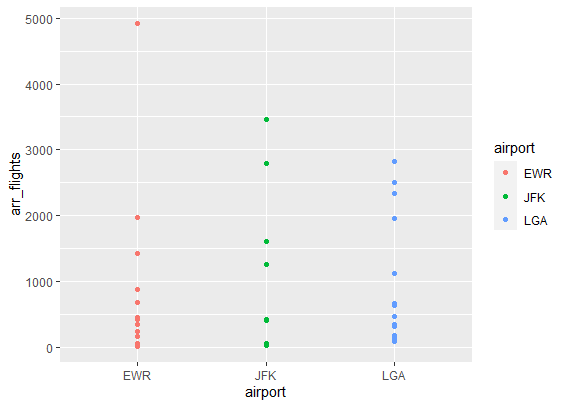 5000
4000
3000
2000
1000
0
arr_flights
EWR
JFK
LGA
airport
airport
EWR
JFK
LGA